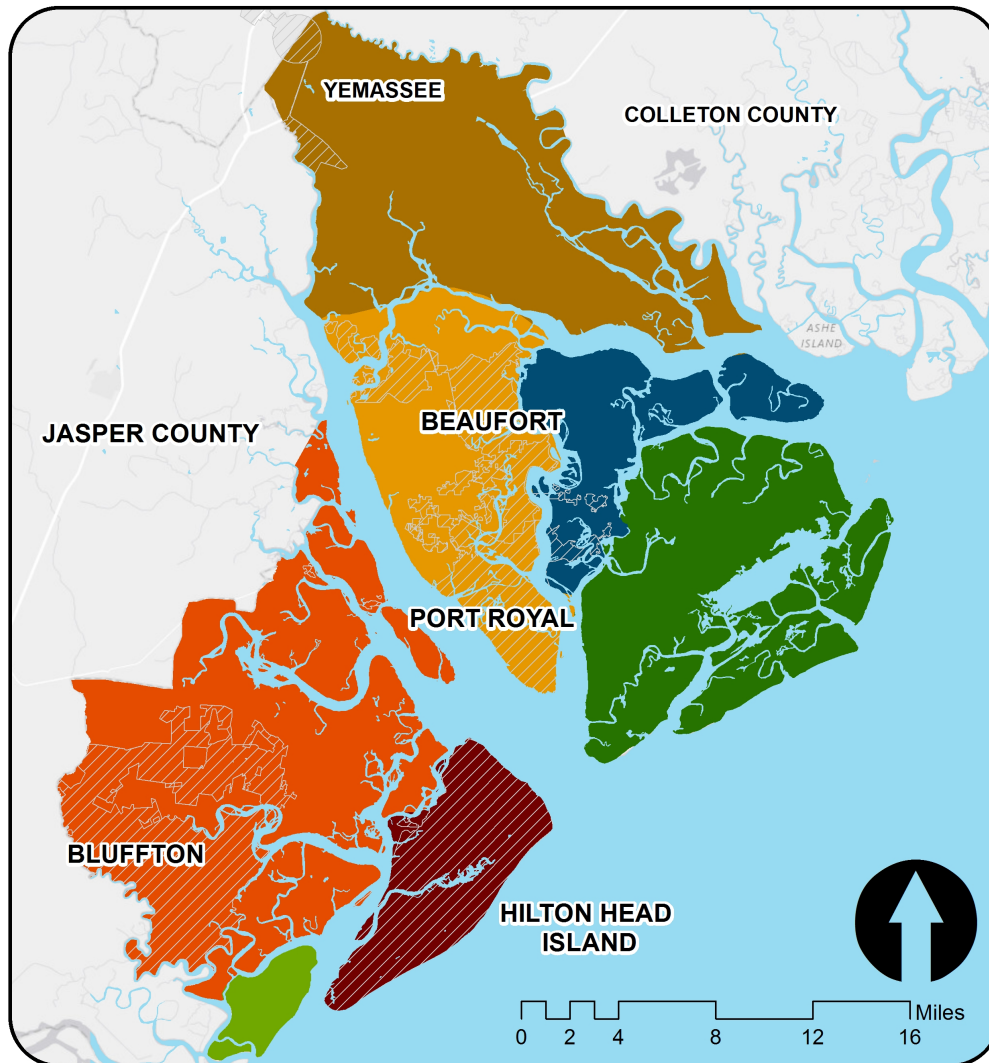 YEMASSEE
COLLETON COUNTY
ASHE
ISLAND
JASPER COUNTY
BEAUFORT
PORT ROYAL
BLUFFTON
HILTON HEAD
ISLAND
Miles
0 2 4 8 12 16